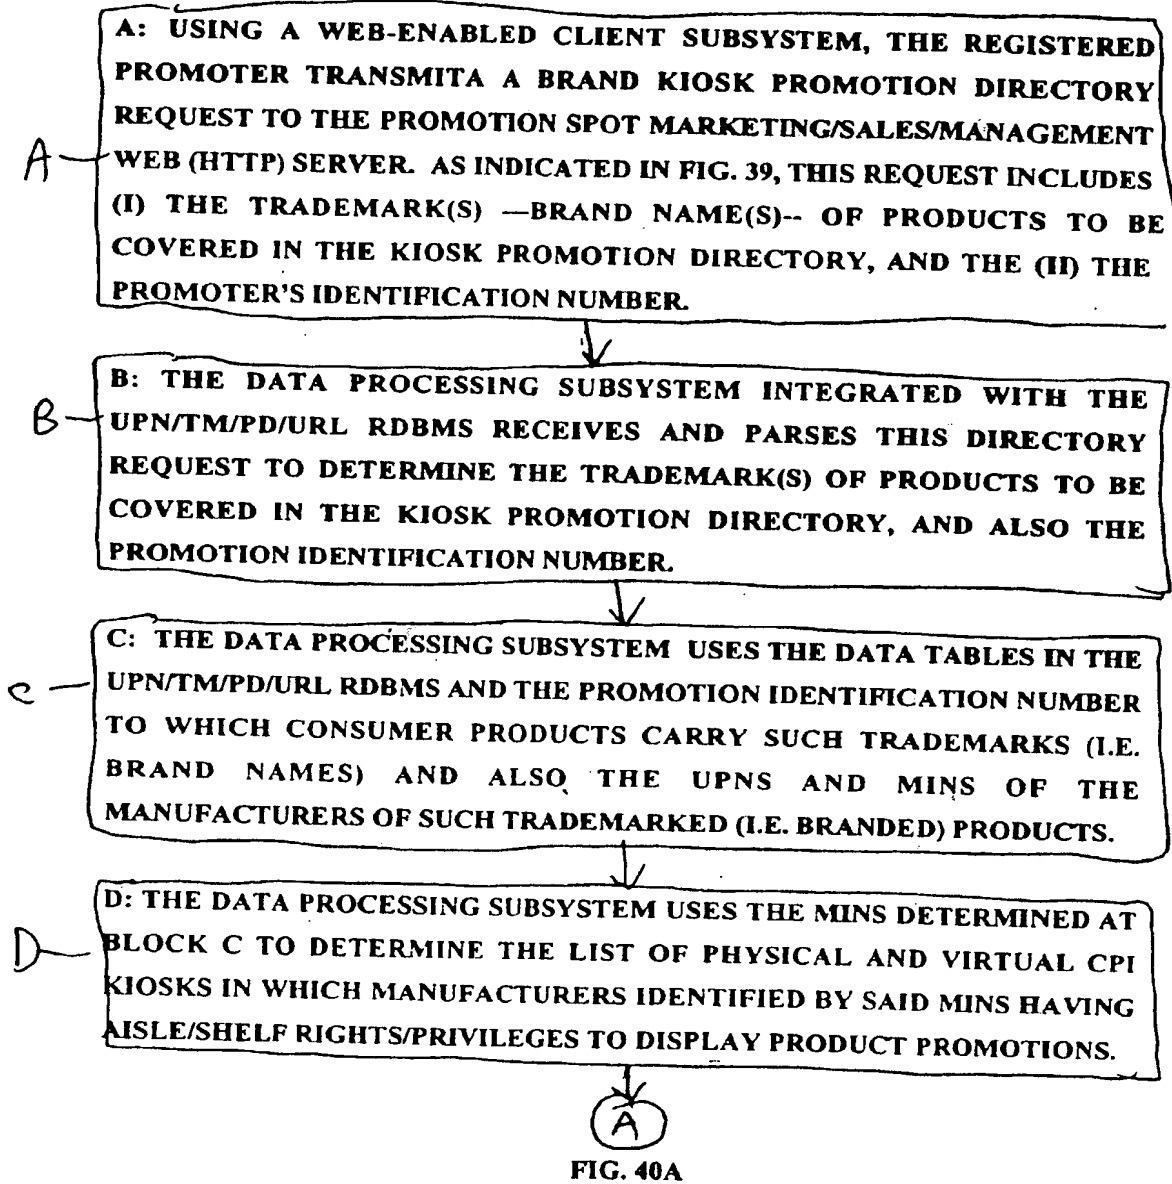 A: USING A WEB-ENABLED CLIENT SUBSYSTEM, THE REGISTERED
PROMOTER TRANSMITA A BRAND KIOSK PROMOTION DIRECTORY
REQUEST TO THE PROMOTION SPOT MARKETING/SALES/MANAGEMENT
A
WEB (HTTP) SERVER. AS INDICATED IN FIG. 39, THIS REQUEST INCLUDES
(I) THE TRADEMARK(S) —BRAND NAME(S)-- OF PRODUCTS TO BE
COVERED IN THE KIOSK PROMOTION DIRECTORY, AND THE (II) THE
PROMOTER'S IDENTIFICATION NUMBER.
B: THE DATA PROCESSING SUBSYSTEM INTEGRATED WITH THE
B
UPN/TM/PD/URL RDBMS RECEIVES AND PARSES THIS DIRECTORY
REQUEST TO DETERMINE THE TRADEMARK(S) OF PRODUCTS TO BE
COVERED IN THE KIOSK PROMOTION DIRECTORY, AND ALSO THE
PROMOTION IDENTIFICATION NUMBER.
C: THE DATA PROCESSING SUBSYSTEM USES THE DATA TABLES IN THE
C
UPN/TM/PD/URL RDBMS AND THE PROMOTION IDENTIFICATION NUMBER
TO WHICH CONSUMER PRODUCTS CARRY SUCH TRADEMARKS (I.E.
BRAND NAMES) AND ALSO THE UPNS AND MINS OF THE
MANUFACTURERS OF SUCH TRADEMARKED (I.E. BRANDED) PRODUCTS.
D: THE DATA PROCESSING SUBSYSTEM USES THE MINS DETERMINED AT
D
BLOCK C TO DETERMINE THE LIST OF PHYSICAL AND VIRTUAL CPI
KIOSKS IN WHICH MANUFACTURERS IDENTIFIED BY SAID MINS HAVING
AISLE/SHELF RIGHTS/PRIVILEGES TO DISPLAY PRODUCT PROMOTIONS.
A
FIG. 40A